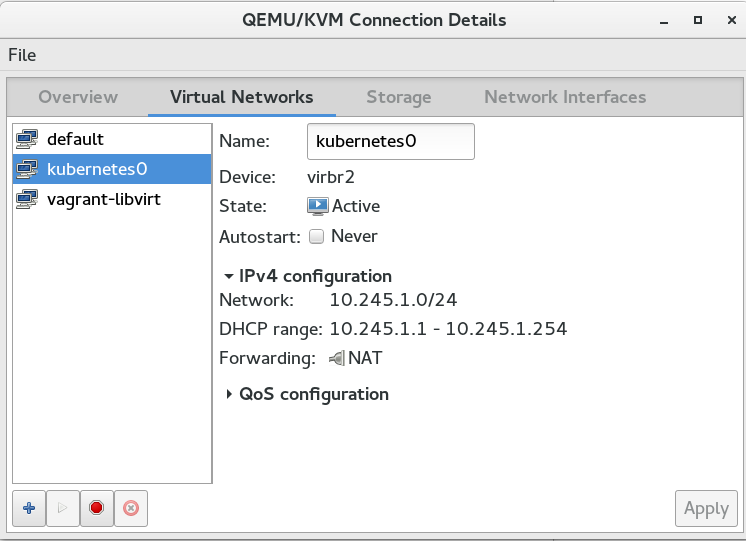 QEMU/KVM Connection Details
File
Overview Virtual Networks Storage Network Interfaces
default
kubernetes0
vagrant-libvirt
Name: kubernetes0
Device: virbr2
State: Active
Autostart: Never
IPv4 configuration
Network: 10.245.1.0/24
DHCP range: 10.245.1.1 - 10.245.1.254
Forwarding: NAT
QoS configuration
Apply